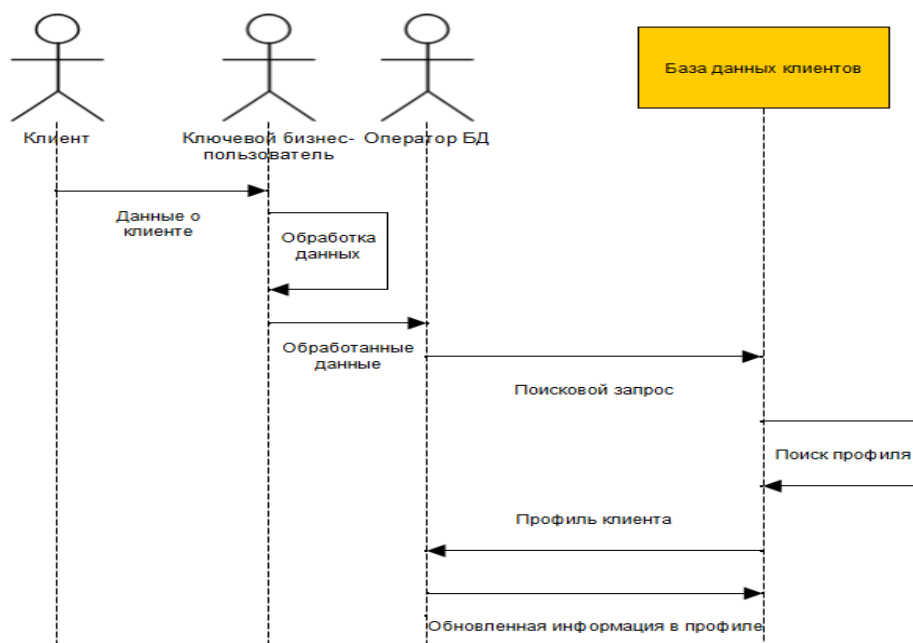 База данных клиентов
Клиент
Ключевой бизнес-
пользователь
Оператор БД
Данные о
клиенте
Обработка
данных
Обработанные
данные
Поисковой запрос
Поиск профиля
Профиль клиента
Обновленная информация в профиле